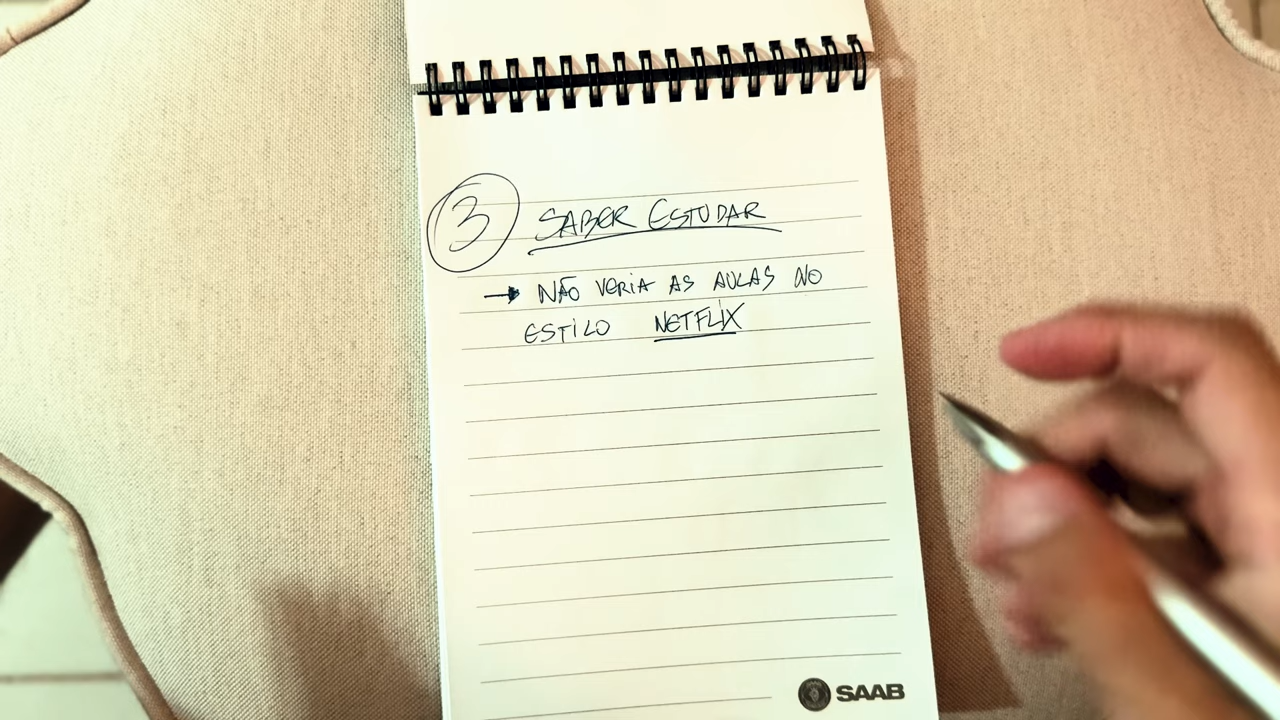 3 SABER ESTUDAR
→ NÃO VERIA AS AULAS NO
ESTILO NETFLIX
SAAB